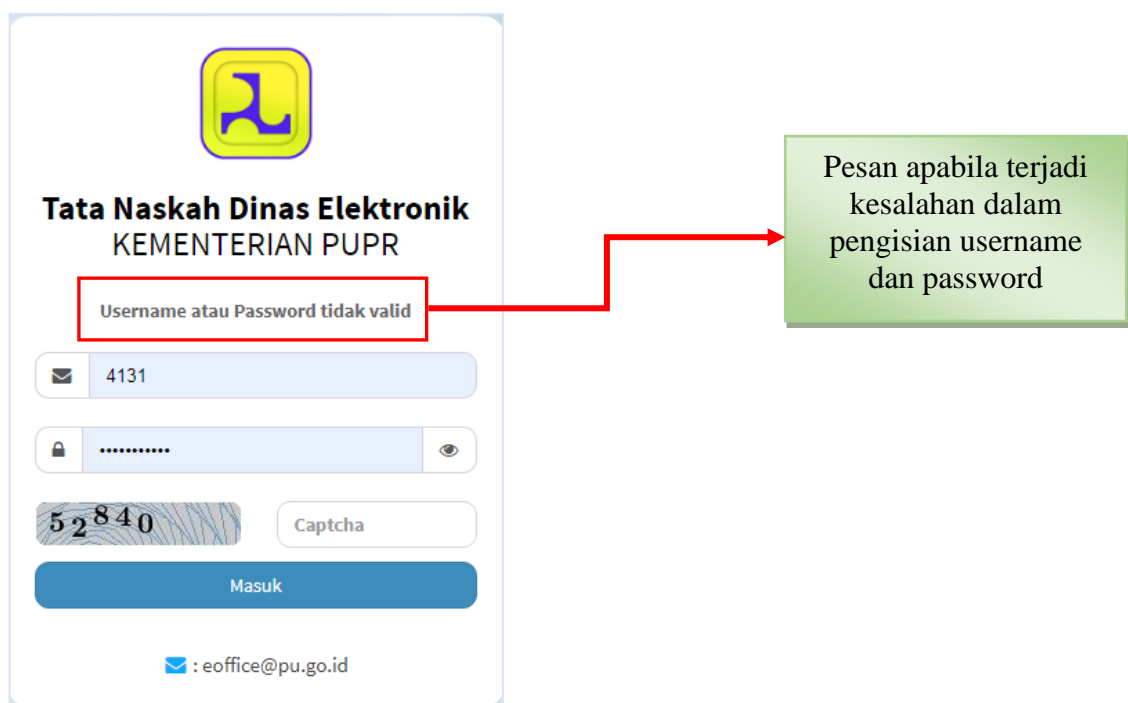 Tata Naskah Dinas Elektronik
KEMENTERIAN PUPR
Username atau Password tidak valid
4131
•••••••••••
52840
Captcha
Masuk
: eoffice@pu.go.id
Pesan apabila terjadi
kesalahan dalam
pengisian username
dan password